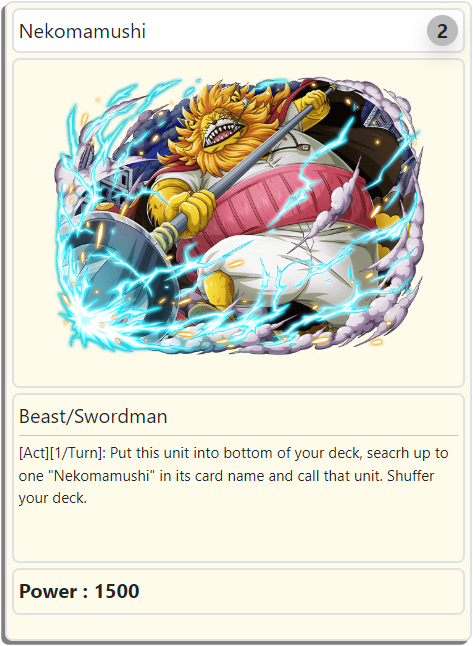 Nekomamushi
2
Beast/Swordman
[Act][1/Turn]: Put this unit into bottom of your deck, seacrh up to
one "Nekomamushi" in its card name and call that unit. Shuffer
your deck.
Power : 1500